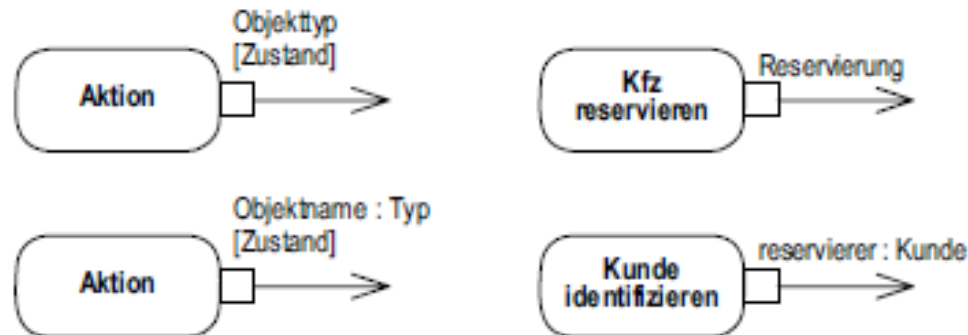 Objekttyp
[Zustand]
Aktion
Kfz
reservieren
Reservierung
Objektname : Typ
[Zustand]
Aktion
Kunde
identifizieren
reservierer : Kunde